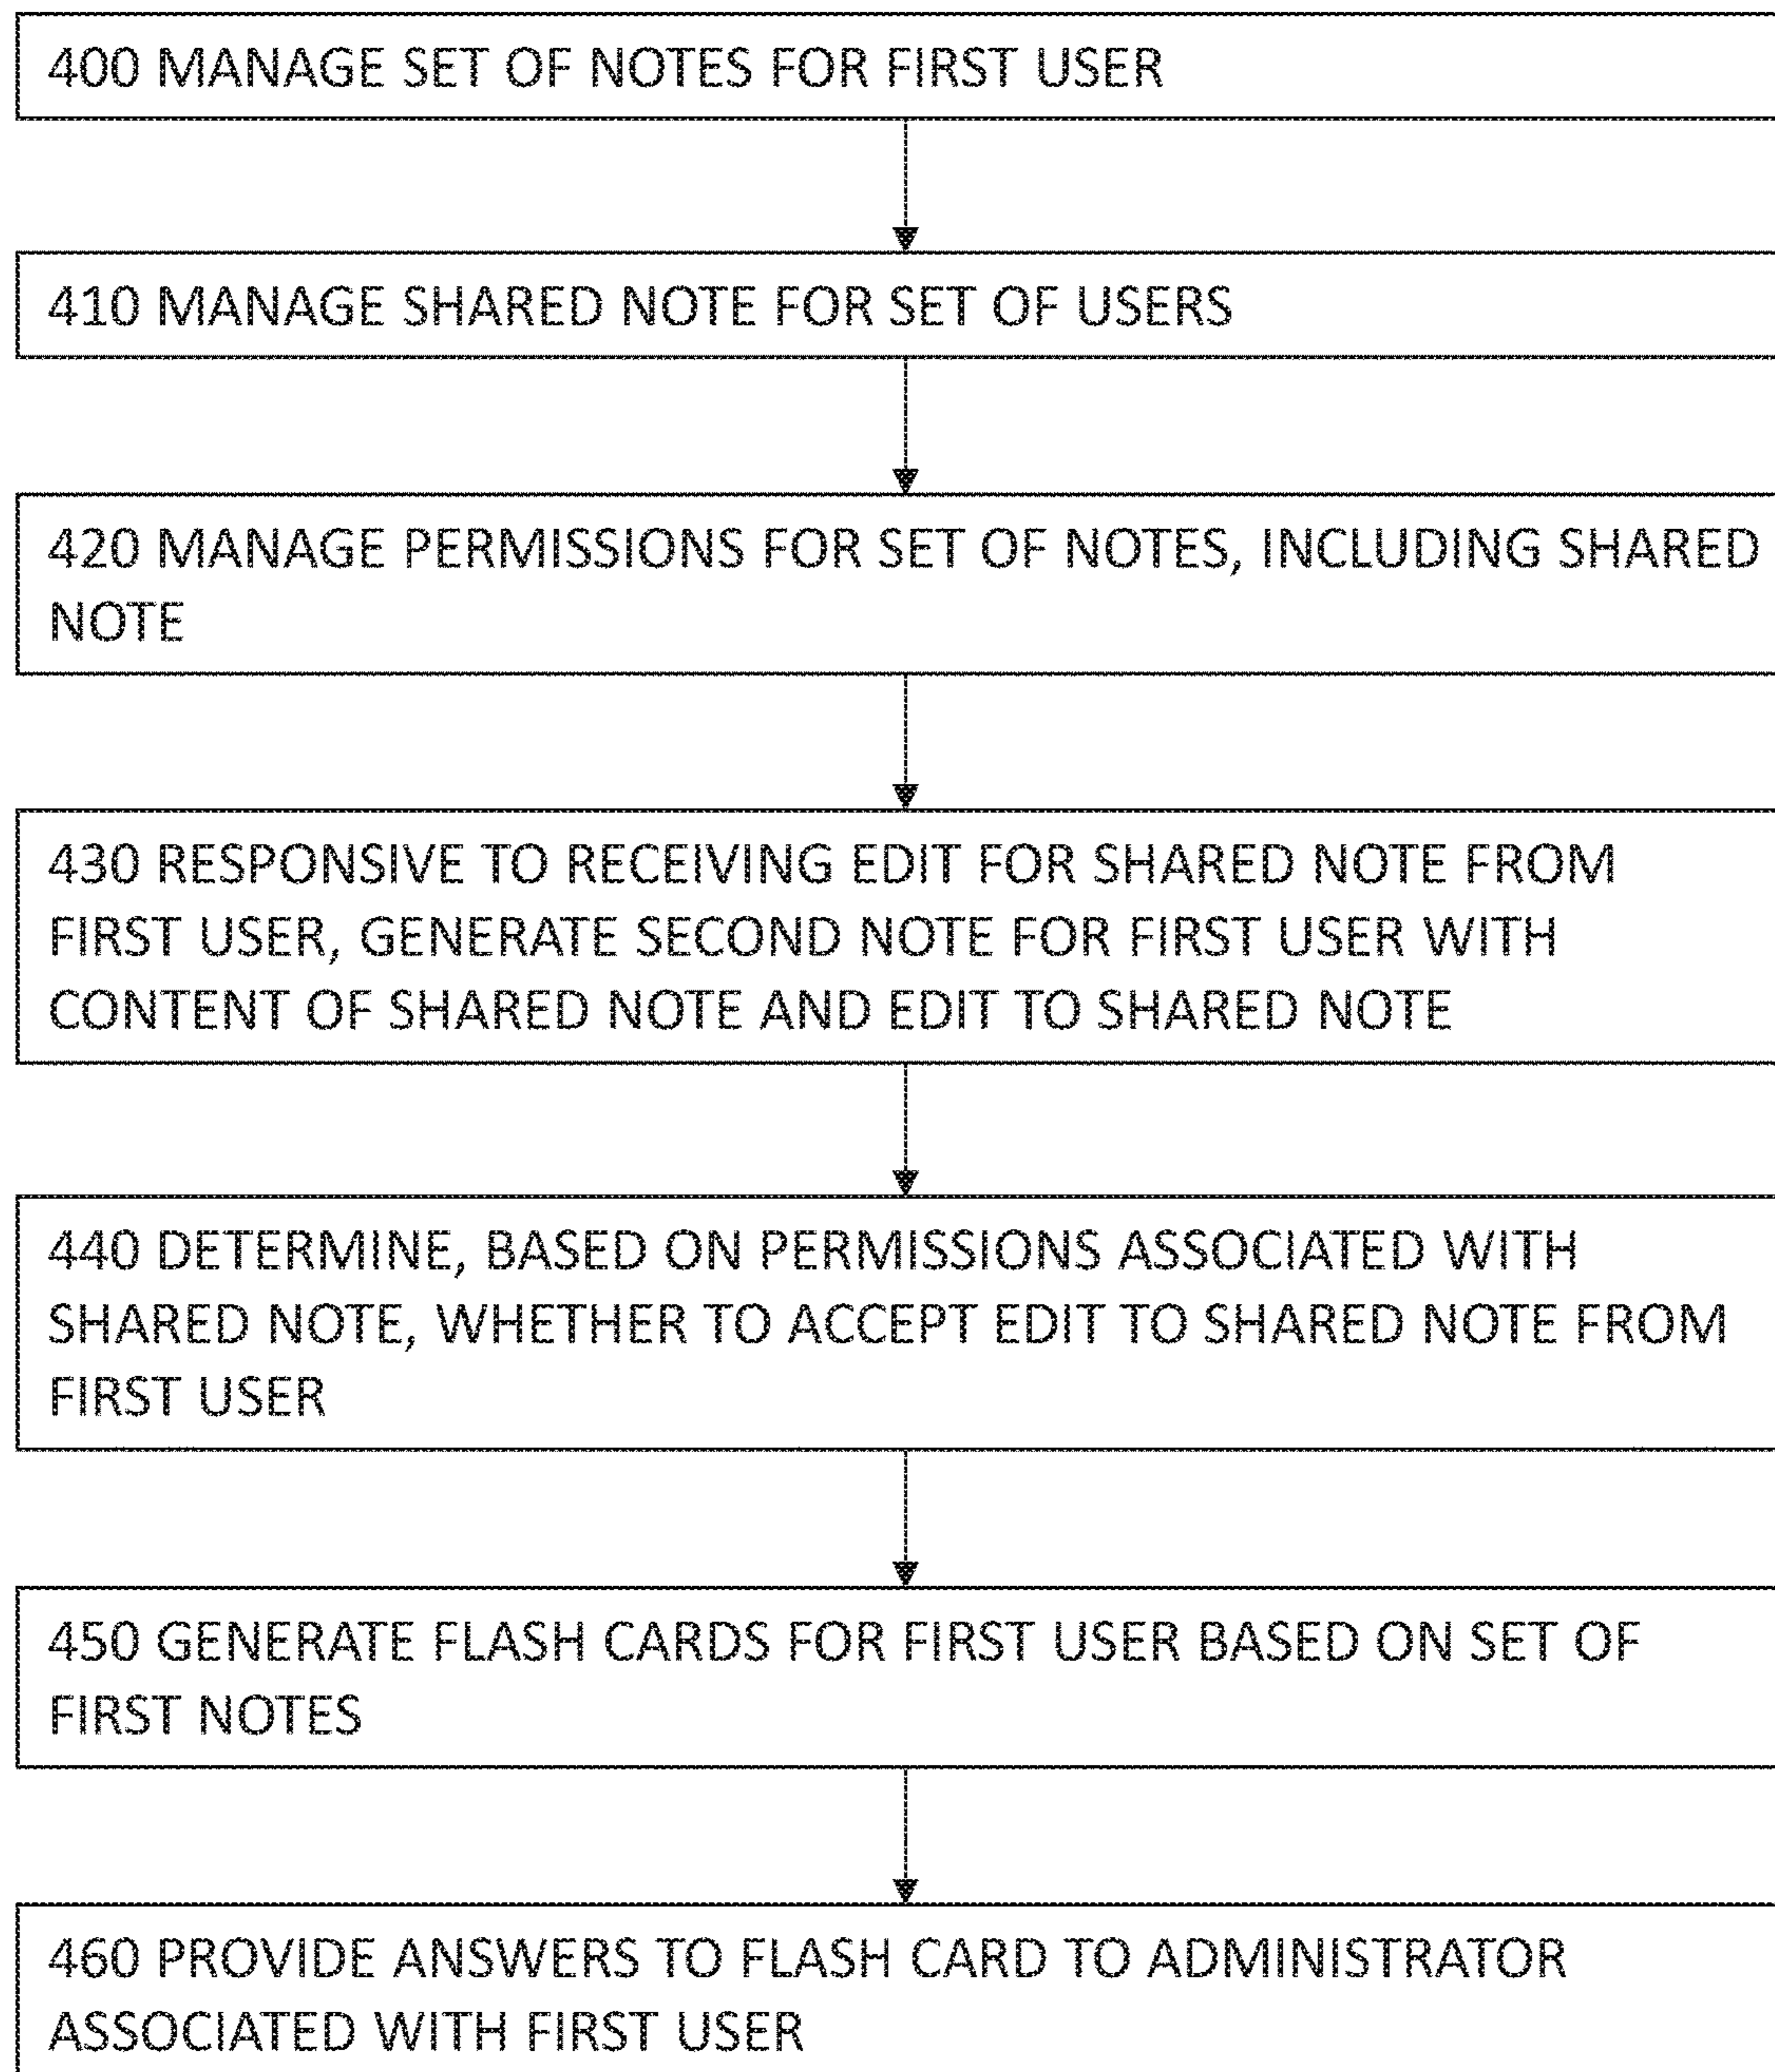 400 MANAGE SET OF NOTES FOR FIRST USER
410 MANAGE SHARED NOTE FOR SET OF USERS
420 MANAGE PERMISSIONS FOR SET OF NOTES, INCLUDING SHARED
NOTE
430 RESPONSIVE TO RECEIVING EDIT FOR SHARED NOTE FROM
FIRST USER, GENERATE SECOND NOTE FOR FIRST USER WITH
CONTENT OF SHARED NOTE AND EDIT TO SHARED NOTE
440 DETERMINE, BASED ON PERMISSIONS ASSOCIATED WITH
SHARED NOTE, WHETHER TO ACCEPT EDIT TO SHARED NOTE FROM
FIRST USER
450 GENERATE FLASH CARDS FOR FIRST USER BASED ON SET OF
FIRST NOTES
460 PROVIDE ANSWERS TO FLASH CARD TO ADMINISTRATOR
ASSOCIATED WITH FIRST USER